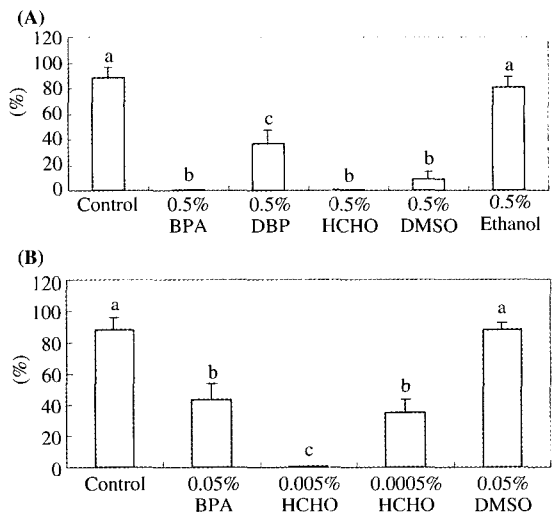 (A)
120
a
a
100
80
(%)
60
c
40
b
b
b
20
0
Control 0.5% 0.5% 0.5% 0.5% 0.5%
BPA DBP HCHO DMSO Ethanol
(B)
120
a
a
100
80
(%)
60
b
b
40
20
c
0
Control 0.05% 0.005% 0.0005% 0.05%
BPA HCHO HCHO DMSO